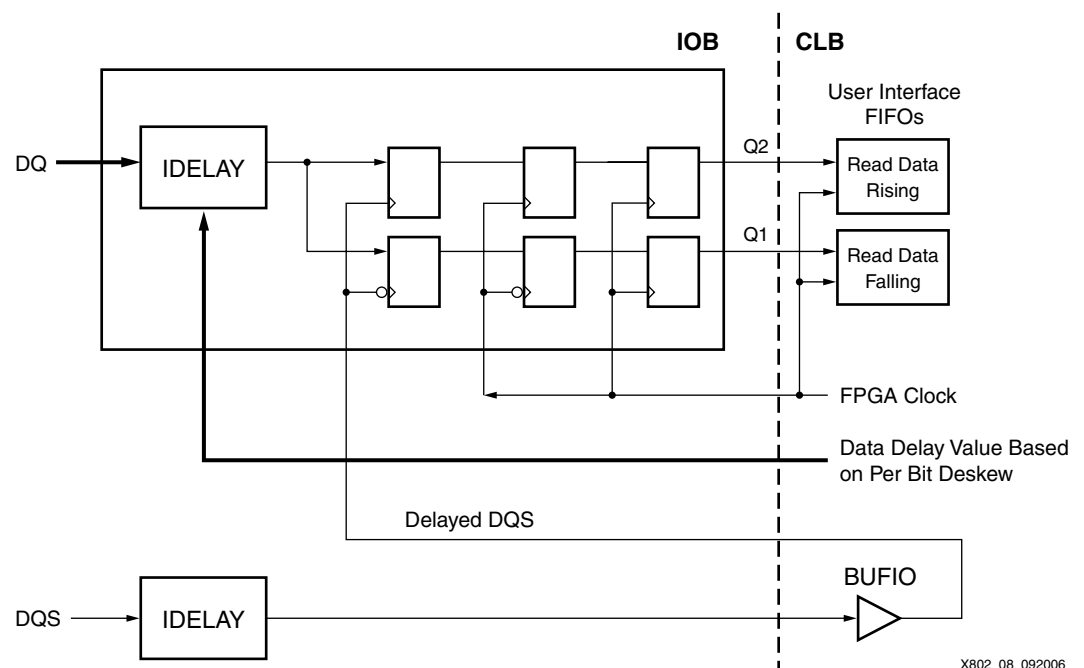 IOB
CLB
User Interface
FIFOs
DQ
IDELAY
Q2
Read Data
Rising
Q1
Read Data
Falling
FPGA Clock
Data Delay Value Based
on Per Bit Deskew
Delayed DQS
BUFIO
DQS
IDELAY
X802_08_092006